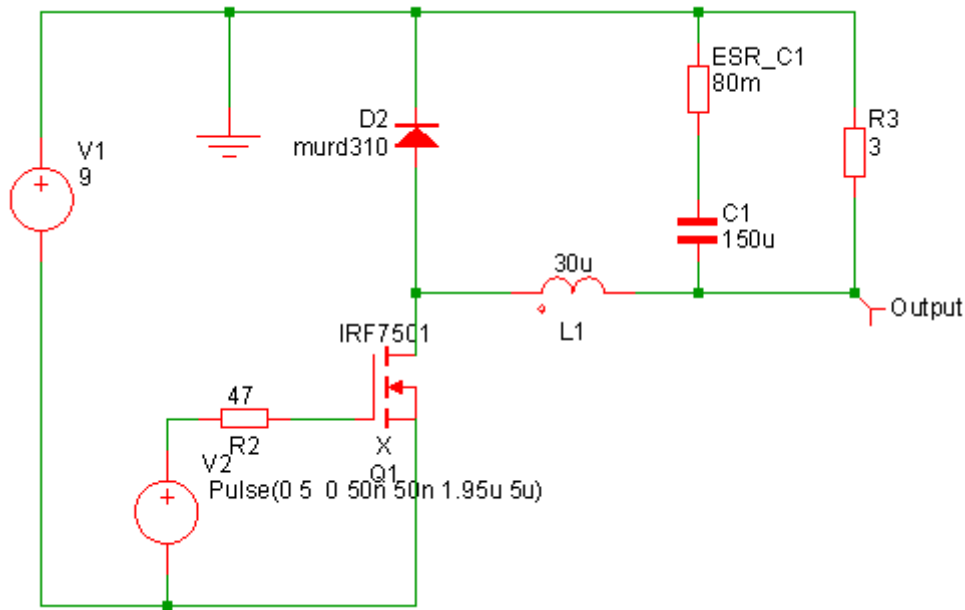 ESR_C1
80m
D2
murd310
R3
3
V1
9
+
C1
150u
30u
Output
L1
IRF7501
47
R2
X
Q1
V2
+
Pulse(0 5 0 50n 50n 1.95u 5u)